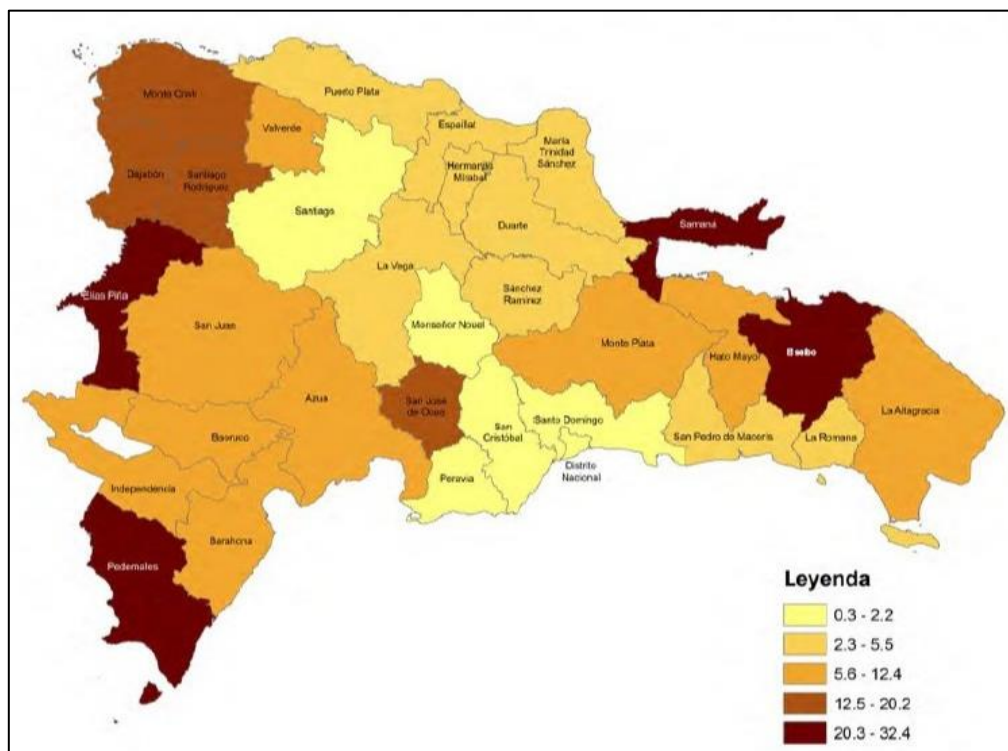 Monte Cristi
Puerto Plata
Valverde
Espaillat
María
Trinidad
Sánchez
Hermanas
Mirabal
Dajabón
Santiago
Rodríguez
Santiago
Duarte
Samaná
La Vega
Elías Piña
Sánchez
Ramírez
San Juan
Monseñor Nouel
Monte Plata
Hato Mayor
El Seibo
Azua
San José
de Ocoa
La Altagracia
San
Cristóbal
Santo Domingo
Baoruco
San Pedro de Macorís
La Romana
Distrito
Nacional
Peravia
Independencia
Barahona
Pedernales
Leyenda
0.3 - 2.2
2.3 - 5.5
5.6 - 12.4
12.5 - 20.2
20.3 - 32.4